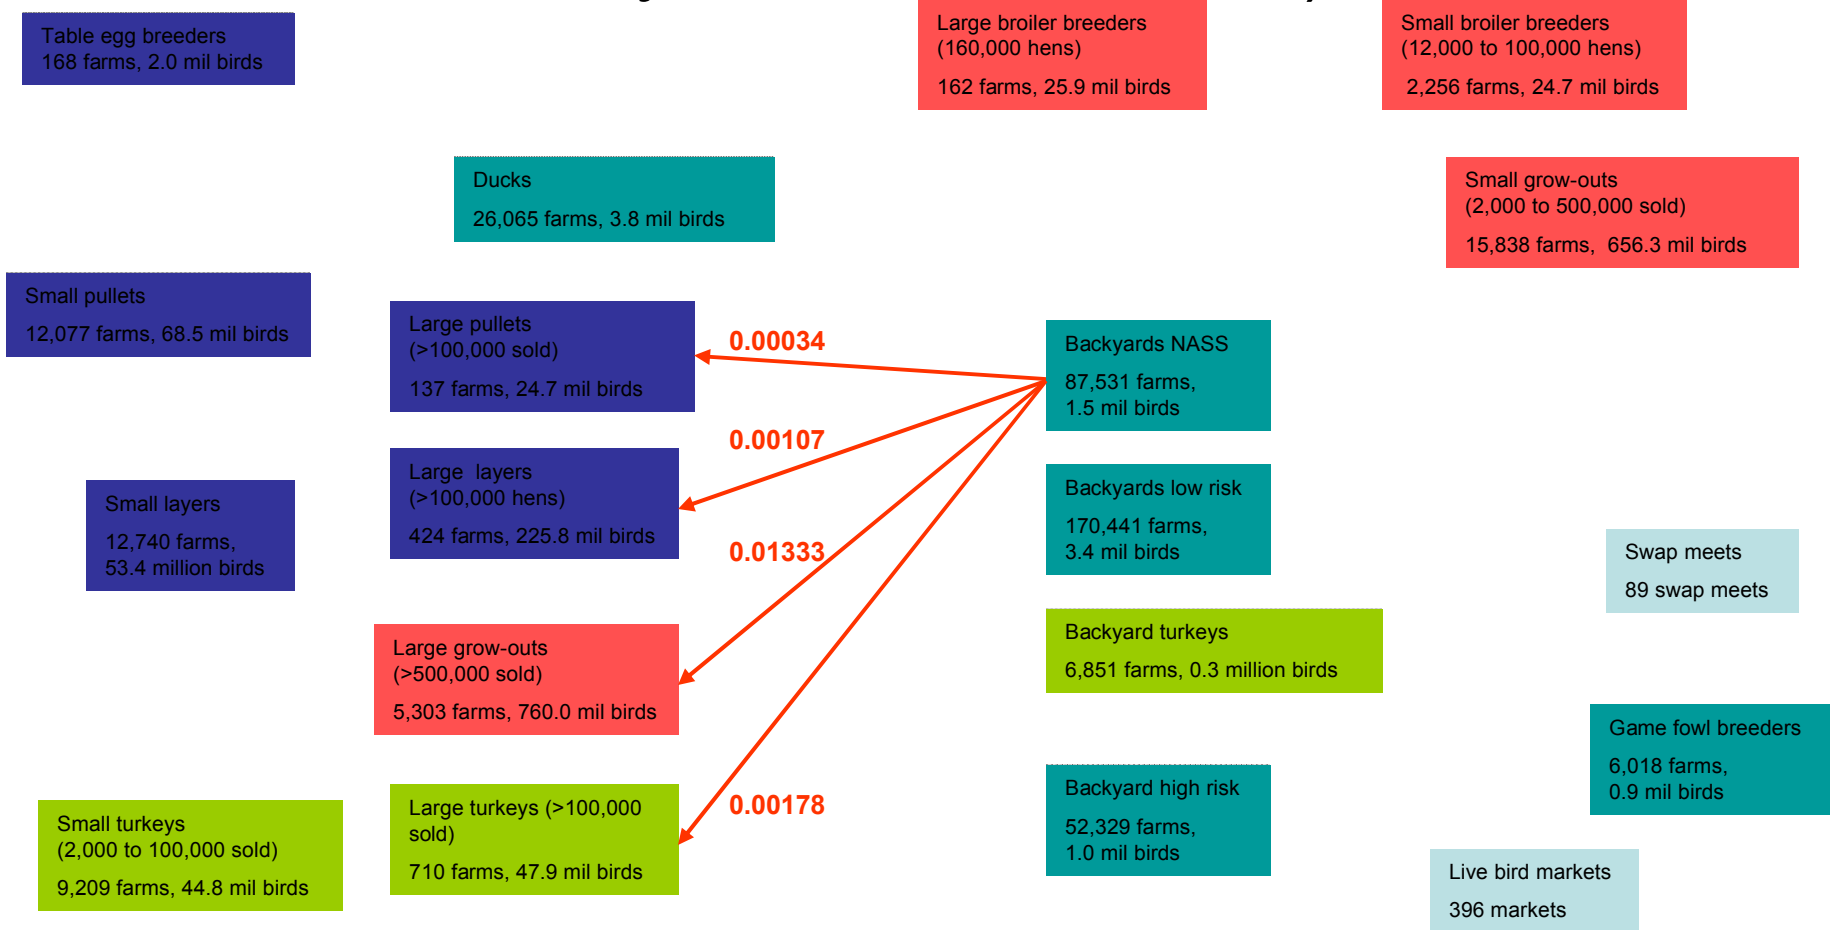 Table egg breeders
168 farms, 2.0 mil birds
Large broiler breeders
(160,000 hens)
162 farms, 25.9 mil birds
Small broiler breeders
(12,000 to 100,000 hens)
2,256 farms, 24.7 mil birds
Ducks
26,065 farms, 3.8 mil birds
Small grow-outs
(2,000 to 500,000 sold)
15,838 farms, 656.3 mil birds
Small pullets
12,077 farms, 68.5 mil birds
Large pullets
(>100,000 sold)
137 farms, 24.7 mil birds
0.00034
Backyards NASS
87,531 farms,
1.5 mil birds
0.00107
Large layers
(>100,000 hens)
424 farms, 225.8 mil birds
Small layers
12,740 farms,
53.4 million birds
Backyards low risk
170,441 farms,
3.4 mil birds
0.01333
Swap meets
89 swap meets
Large grow-outs
(>500,000 sold)
5,303 farms, 760.0 mil birds
Backyard turkeys
6,851 farms, 0.3 million birds
Game fowl breeders
6,018 farms,
0.9 mil birds
Small turkeys
(2,000 to 100,000 sold)
9,209 farms, 44.8 mil birds
Large turkeys (>100,000
sold)
710 farms, 47.9 mil birds
0.00178
Backyard high risk
52,329 farms,
1.0 mil birds
Live bird markets
396 markets